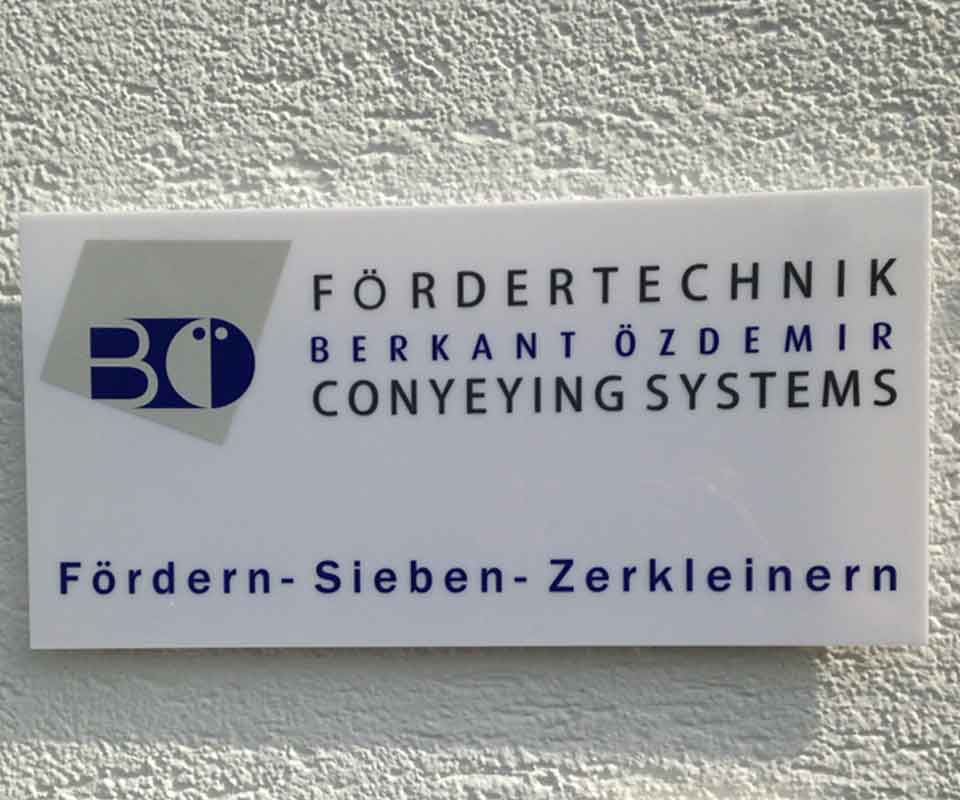 BÖ
FÖRDERTECHNIK
BERKANT ÖZDEMIR
CONYEYING SYSTEMS
Fördern- Sieben- Zerkleinern